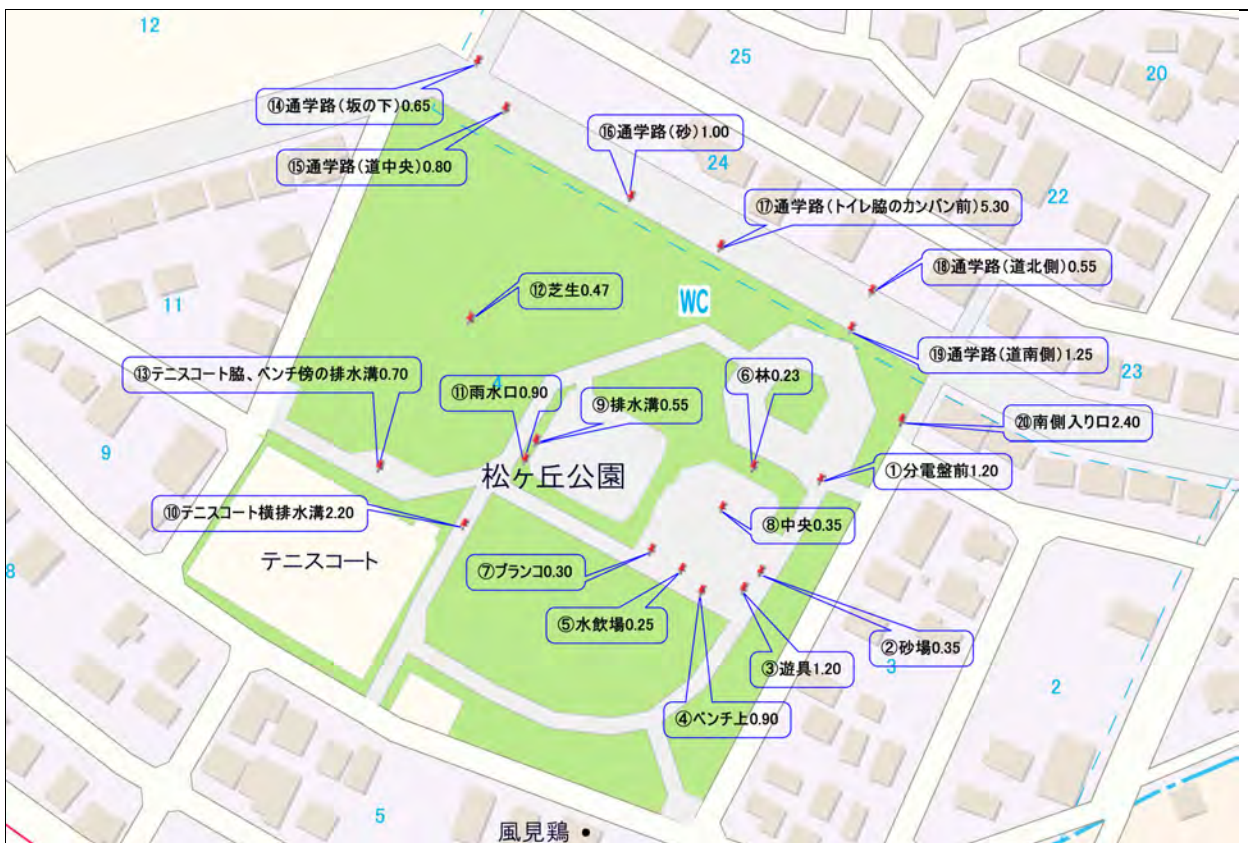 12
25
20
⑭通学路(坂の下)0.65
⑯通学路(砂)1.00
⑮通学路(道中央)0.80
24
22
⑰通学路(トイレ脇のカンバン前)5.30
⑱通学路(道北側)0.55
⑫芝生0.47
WC
11
⑲通学路(道南側)1.25
⑬テニスコート脇、ベンチ傍の排水溝0.70
4
⑥林0.23
23
⑪雨水口0.90
⑨排水溝0.55
⑳南側入り口2.40
9
松ヶ丘公園
①分電盤前1.20
⑩テニスコート横排水溝2.20
⑧中央0.35
テニスコート
8
⑦ブランコ0.30
⑤水飲場0.25
②砂場0.35
③遊具1.20
3
2
④ベンチ上0.90
5
風見鶏